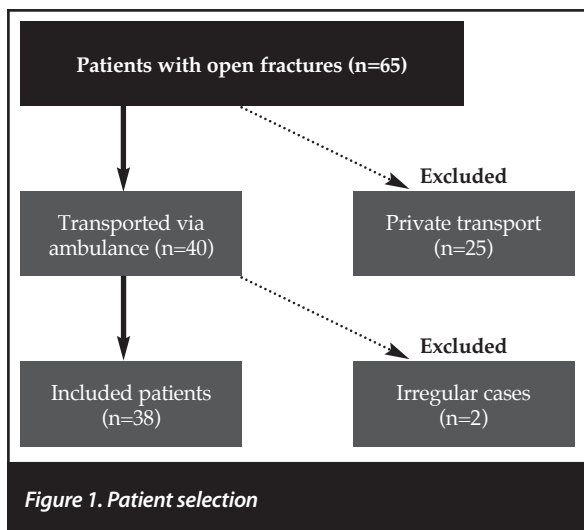 Patients with open fractures (n=65)
Excluded
Transported via
ambulance (n=40)
Private transport
(n=25)
Excluded
Included patients
(n=38)
Irregular cases
(n=2)
Figure 1. Patient selection